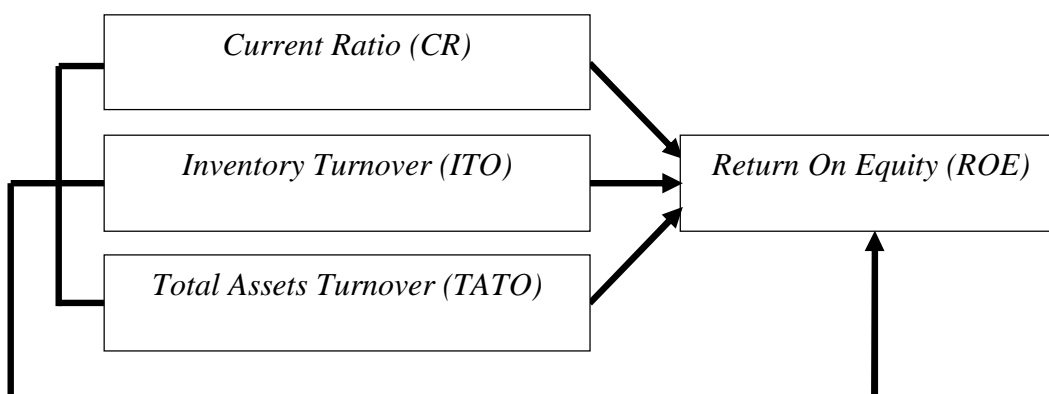 Current Ratio (CR)
Inventory Turnover (ITO)
Return On Equity (ROE)
Total Assets Turnover (TATO)